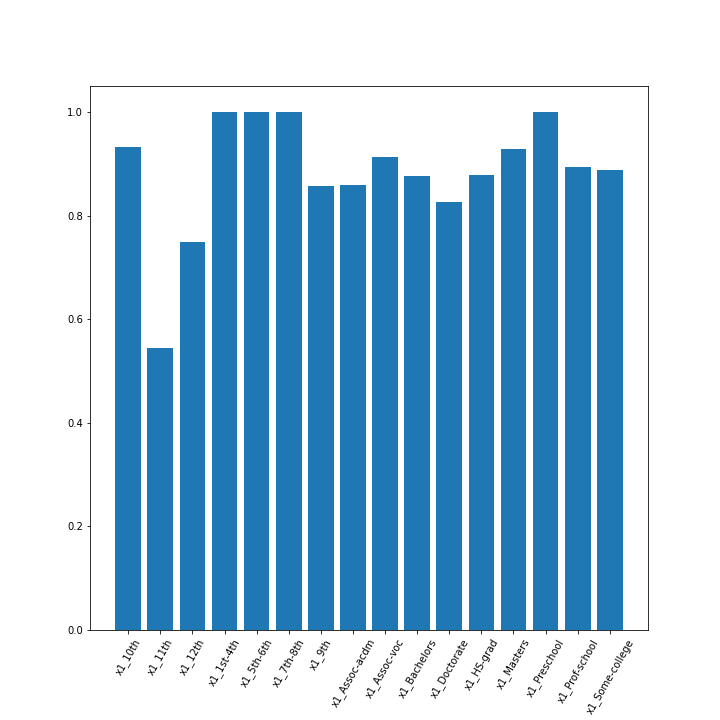 1.0
0.8
0.6
0.4
0.2
0.0
x1_10th
x1_11th
x1_12th
x1_1st-4th
x1_5th-6th
x1_7th-8th
x1_9th
x1_Assoc-acdm
x1_Assoc-voc
x1_Bachelors
x1_Doctorate
x1_HS-grad
x1_Masters
x1_Preschool
x1_Prof-school
x1_Some-college